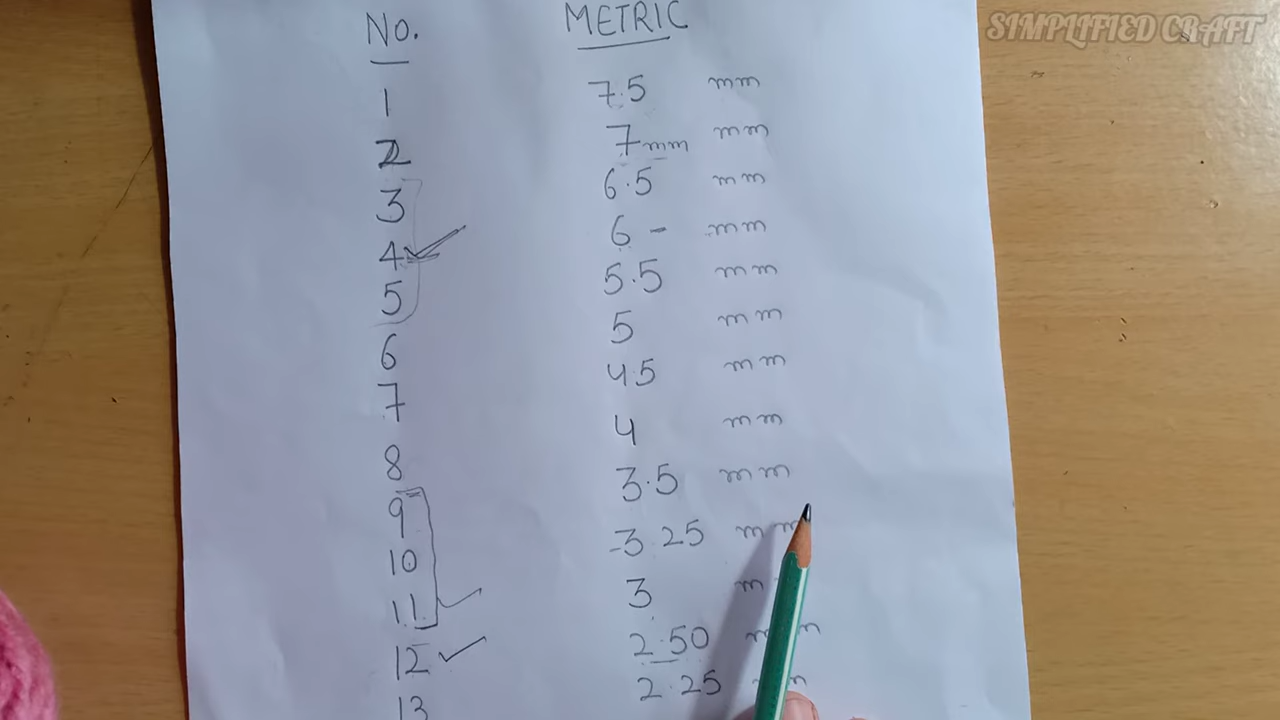 SIMPLIFIED CRAFT
No. METRIC
1 7.5 mm
2 7mm mm
3 6.5 mm
4 6 - mm
5 5.5 mm
6 5 mm
7 4.5 mm
8 4 mm
9 3.5 mm
10 3.25 mm
11 3 m
12 2.50
13 2.25